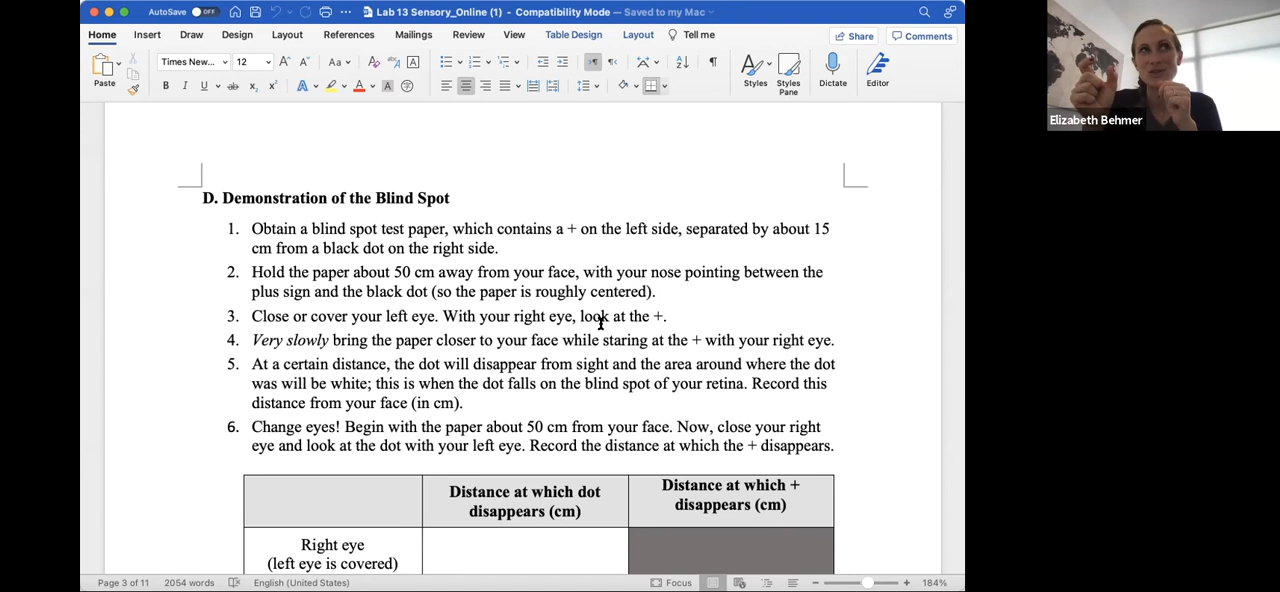 AutoSave OFF Lab 13 Sensory_Online (1) - Compatibility Mode — Saved to my Mac
Home Insert Draw Design Layout References Mailings Review View Table Design Layout Tell me Share Comments
Paste Times New... 12 Aa Styles Styles Pane Dictate Editor
Elizabeth Behmer
D. Demonstration of the Blind Spot
1. Obtain a blind spot test paper, which contains a + on the left side, separated by about 15
cm from a black dot on the right side.
2. Hold the paper about 50 cm away from your face, with your nose pointing between the
plus sign and the black dot (so the paper is roughly centered).
3. Close or cover your left eye. With your right eye, look at the +.
4. Very slowly bring the paper closer to your face while staring at the + with your right eye.
5. At a certain distance, the dot will disappear from sight and the area around where the dot
was will be white; this is when the dot falls on the blind spot of your retina. Record this
distance from your face (in cm).
6. Change eyes! Begin with the paper about 50 cm from your face. Now, close your right
eye and look at the dot with your left eye. Record the distance at which the + disappears.
Distance at which dot
disappears (cm)
Distance at which +
disappears (cm)
Right eye
(left eye is covered)
Page 3 of 11 2054 words English (United States) Focus 184%